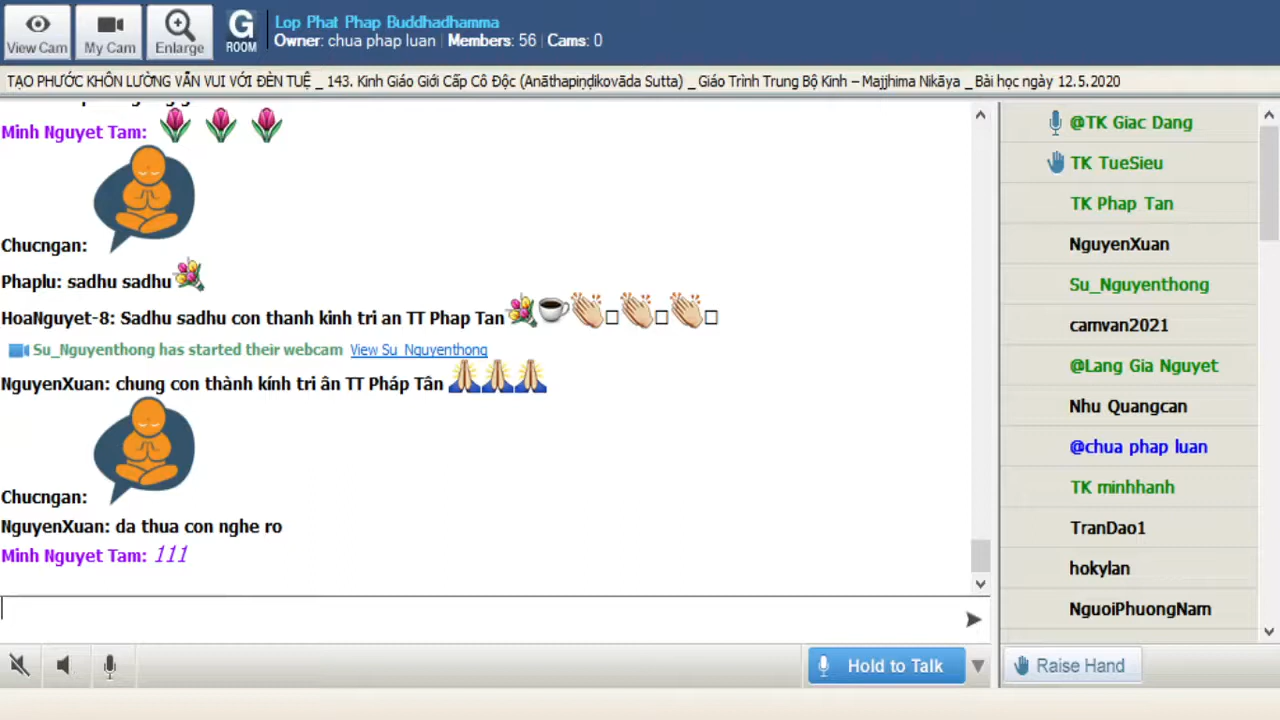 Lop Phat Phap Buddhadhamma
Owner: chua pháp luan | Members: 56 | Cams: 0
View Cam
My Cam
Enlarge
G ROOM
TẠO PHƯỚC KHÔN LƯỜNG VẪN VUI VỚI ĐÈN TUỆ _ 143. Kinh Giáo Giới Cấp Cô Độc (Anāthapiṇḍikovāda Sutta) _ Giáo Trình Trung Bộ Kinh – Majjhima Nikāya _ Bài học ngày 12.5.2020
Minh Nguyet Tam: 🌷 🌷 🌷
Chucngan:
Phaplu: sadhu sadhu 💐
HoaNguyet-8: Sadhu sadhu con thanh kinh tri an TT Phap Tan 💐☕👏👏👏
Su_Nguyenthong has started their webcam View Su_Nguyenthong
NguyenXuan: chung con thành kính tri ân TT Pháp Tân 🙏🙏🙏
Chucngan:
NguyenXuan: da thua con nghe ro
Minh Nguyet Tam: 111
Hold to Talk
@TK Giac Dang
TK TueSieu
TK Phap Tan
NguyenXuan
Su_Nguyenthong
camvan2021
@Lang Gia Nguyet
Nhu Quangcan
@chua phap luan
TK minhhanh
TranDao1
hokylan
NguoiPhuongNam
Raise Hand